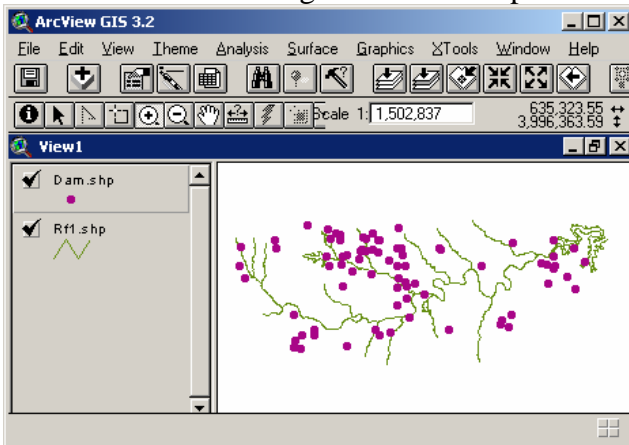 ArcView GIS 3.2
File Edit View Theme Analysis Surface Graphics XTools Window Help
Scale 1: 1,502,837 635,323.55
3,996,363.59
View1
Dam.shp
Rf1.shp